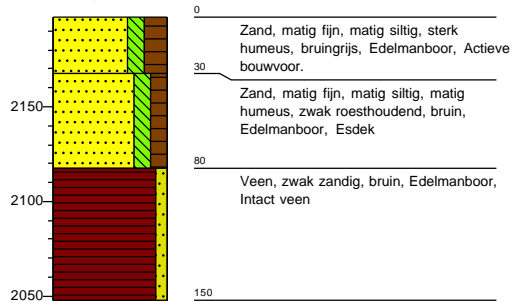 0
Zand, matig fijn, matig siltig, sterk
humeus, bruingrijs, Edelmanboor, Actieve
bouwvoor.
30
Zand, matig fijn, matig siltig, matig
humeus, zwak roesthoudend, bruin,
Edelmanboor, Esdek
2150
80
Veen, zwak zandig, bruin, Edelmanboor,
Intact veen
2100
2050
150